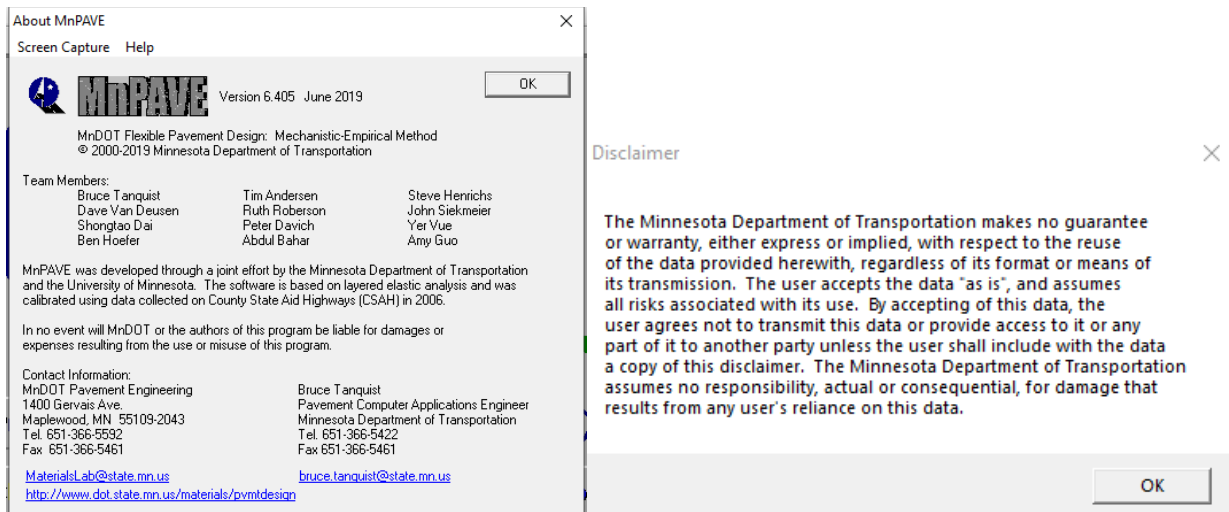 About MnPAVE
Screen Capture Help
MnPAVE Version 6.405 June 2019
OK
MnDOT Flexible Pavement Design: Mechanistic-Empirical Method
© 2000-2019 Minnesota Department of Transportation
Team Members:
Bruce Tanquist Tim Andersen Steve Henrichs
Dave Van Deusen Ruth Roberson John Siekmeier
Shongtao Dai Peter Davich Yer Vue
Ben Hoefer Abdul Bahar Amy Guo
MnPAVE was developed through a joint effort by the Minnesota Department of Transportation
and the University of Minnesota. The software is based on layered elastic analysis and was
calibrated using data collected on County State Aid Highways (CSAH) in 2006.
In no event will MnDOT or the authors of this program be liable for damages or
expenses resulting from the use or misuse of this program.
Contact Information:
MnDOT Pavement Engineering Bruce Tanquist
1400 Gervais Ave. Pavement Computer Applications Engineer
Maplewood, MN 55109-2043 Minnesota Department of Transportation
Tel. 651-366-5592 Tel. 651-366-5422
Fax 651-366-5461 Fax 651-366-5461
MaterialsLab@state.mn.us bruce.tanquist@state.mn.us
http://www.dot.state.mn.us/materials/pvmtdesign
Disclaimer
The Minnesota Department of Transportation makes no guarantee
or warranty, either express or implied, with respect to the reuse
of the data provided herewith, regardless of its format or means of
its transmission. The user accepts the data "as is", and assumes
all risks associated with its use. By accepting of this data, the
user agrees not to transmit this data or provide access to it or any
part of it to another party unless the user shall include with the data
a copy of this disclaimer. The Minnesota Department of Transportation
assumes no responsibility, actual or consequential, for damage that
results from any user's reliance on this data.
OK